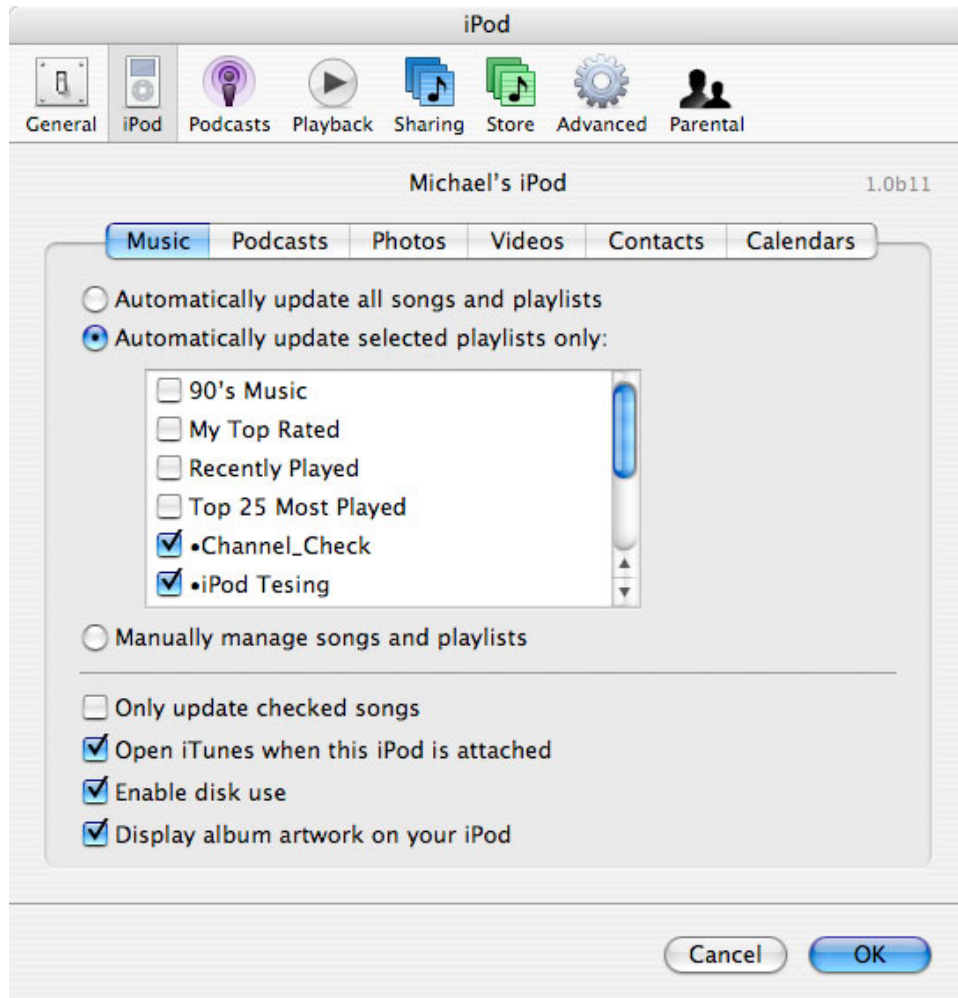 iPod
General iPod Podcasts Playback Sharing Store Advanced Parental
Michael's iPod 1.0b11
Music Podcasts Photos Videos Contacts Calendars
Automatically update all songs and playlists
Automatically update selected playlists only:
90's Music
My Top Rated
Recently Played
Top 25 Most Played
•Channel_Check
•iPod Tesing
Manually manage songs and playlists
Only update checked songs
Open iTunes when this iPod is attached
Enable disk use
Display album artwork on your iPod
Cancel OK